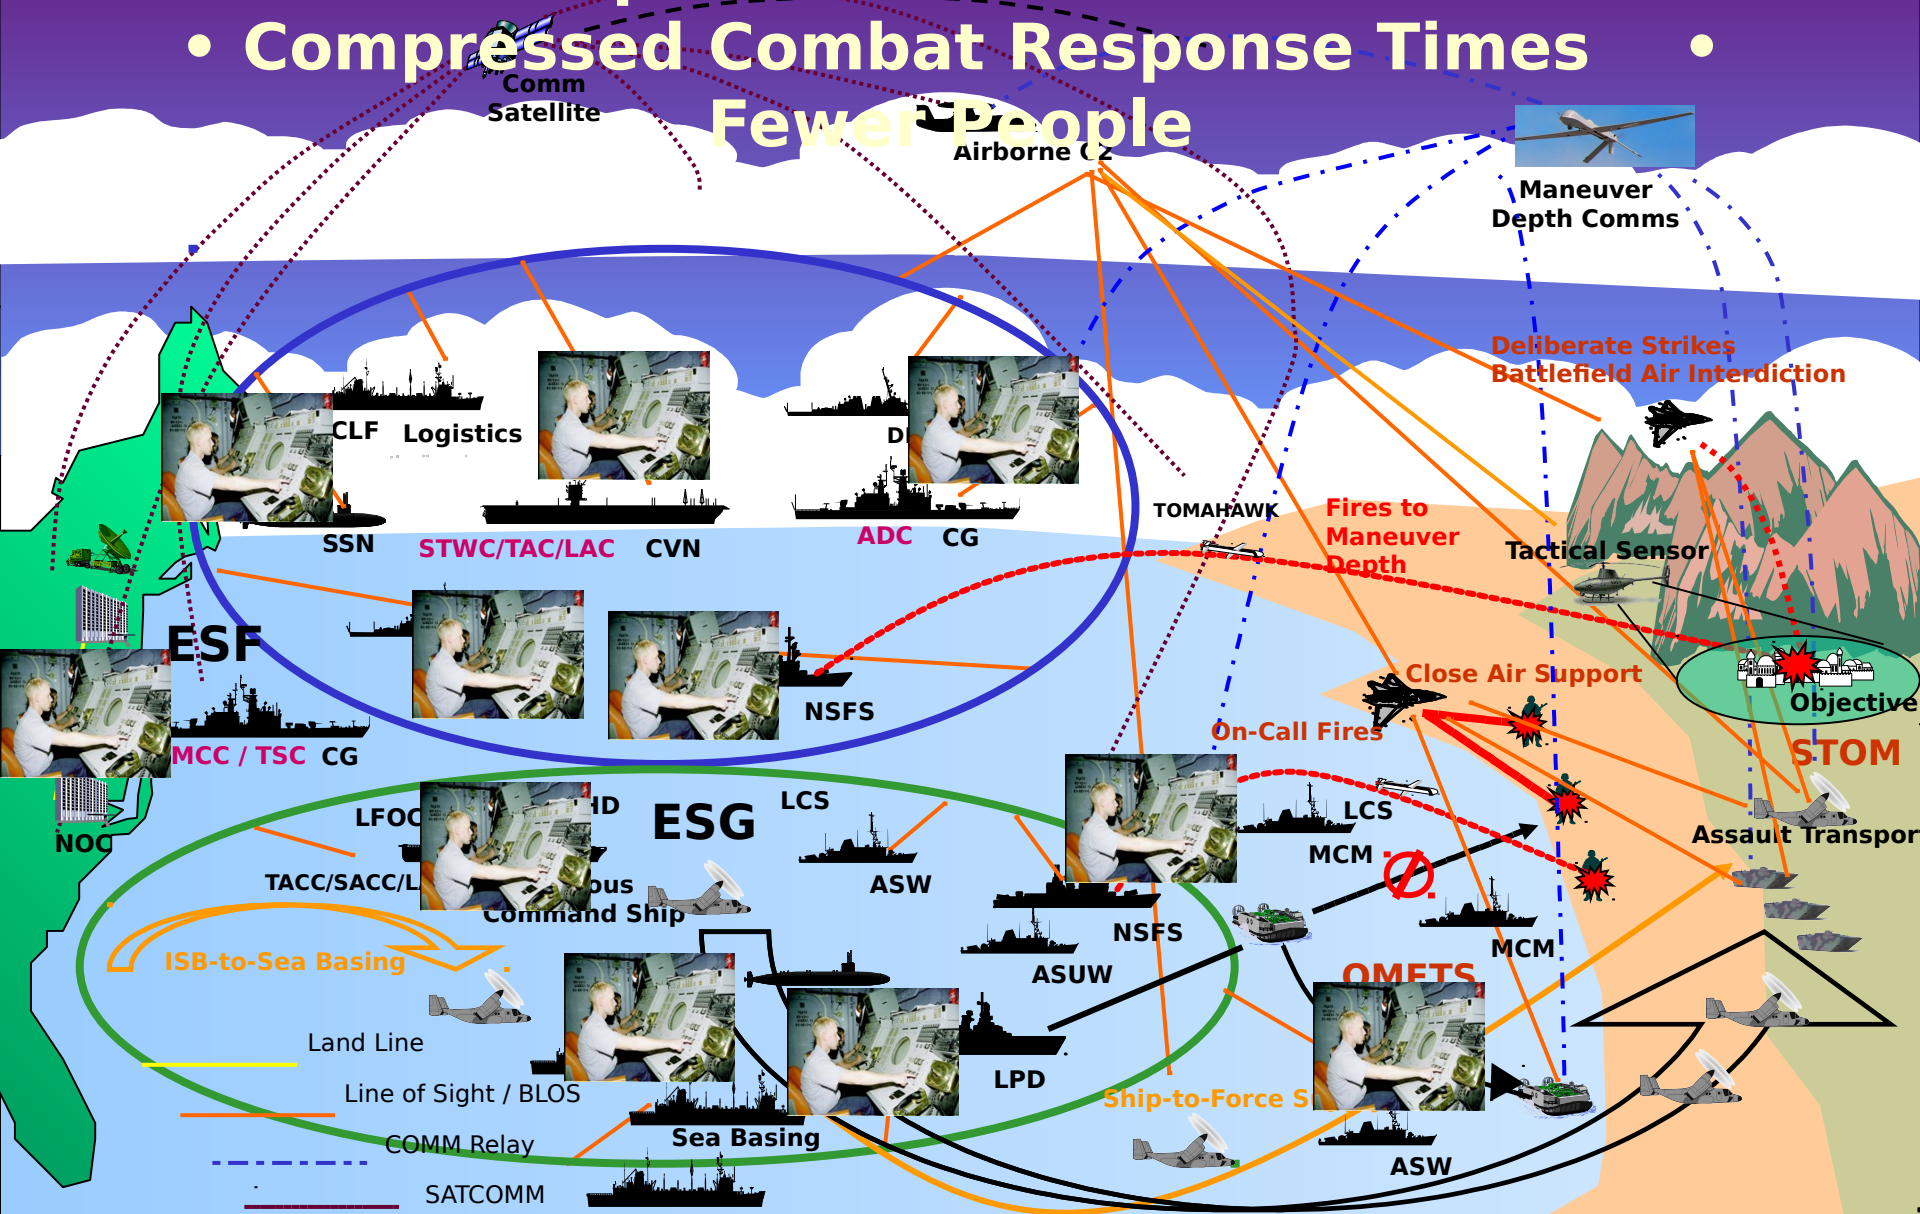 • Compressed Combat Response Times •
Fewer People
Comm
Satellite
Airborne C2
Maneuver
Depth Comms
Deliberate Strikes
Battlefield Air Interdiction
CLF
Logistics
SSN
STWC/TAC/LAC
CVN
ADC
CG
TOMAHAWK
Fires to
Maneuver
Depth
Tactical Sensor
ESF
Close Air Support
NSFS
Objective
On-Call Fires
STOM
MCC / TSC
CG
ESG
LCS
LCS
LFOC
HD
NOC
MCM
Assault Transpor
TACC/SACC/L
ASW
ous
Command Ship
NSFS
MCM
ISB-to-Sea Basing
ASUW
OMFTS
Land Line
LPD
Line of Sight / BLOS
Ship-to-Force S
Sea Basing
COMM Relay
ASW
SATCOMM